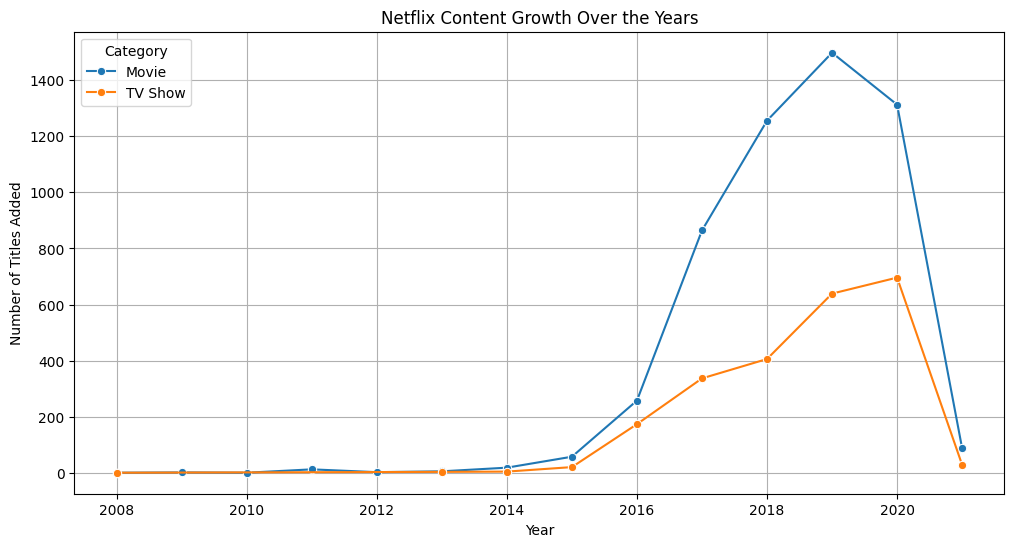 Netflix Content Growth Over the Years
Category
Movie
TV Show
Number of Titles Added
1400
1200
1000
800
600
400
200
0
2008 2010 2012 2014 2016 2018 2020
Year